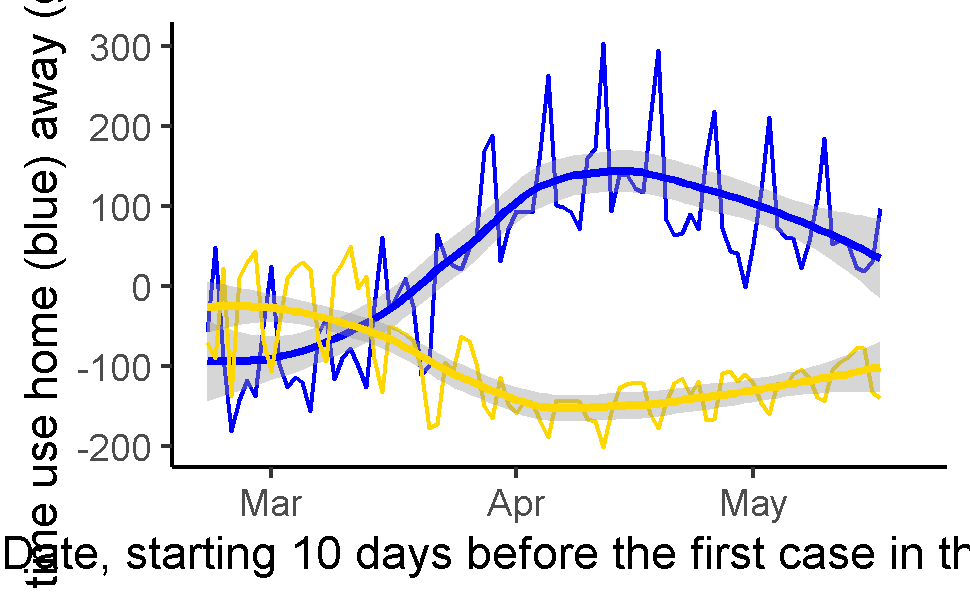 time use home (blue) away (
300
200
100
0
-100
-200
Mar Apr May
Date, starting 10 days before the first case in th